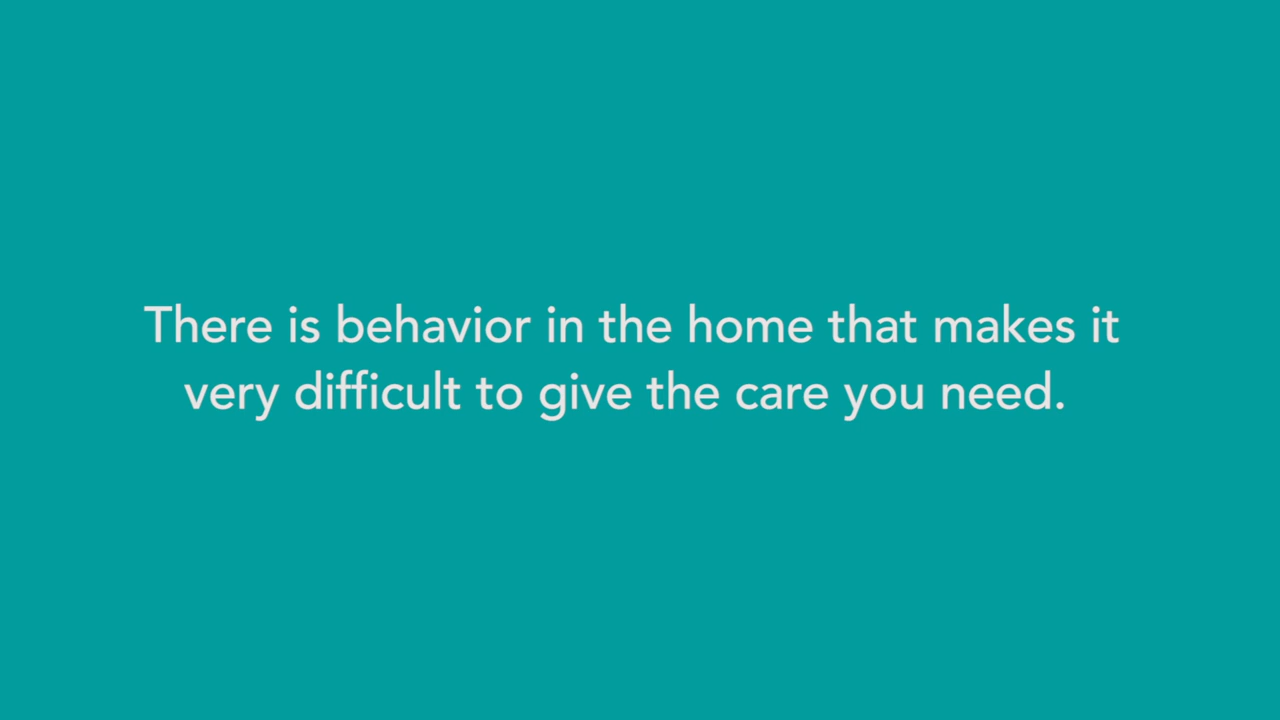 There is behavior in the home that makes it
very difficult to give the care you need.